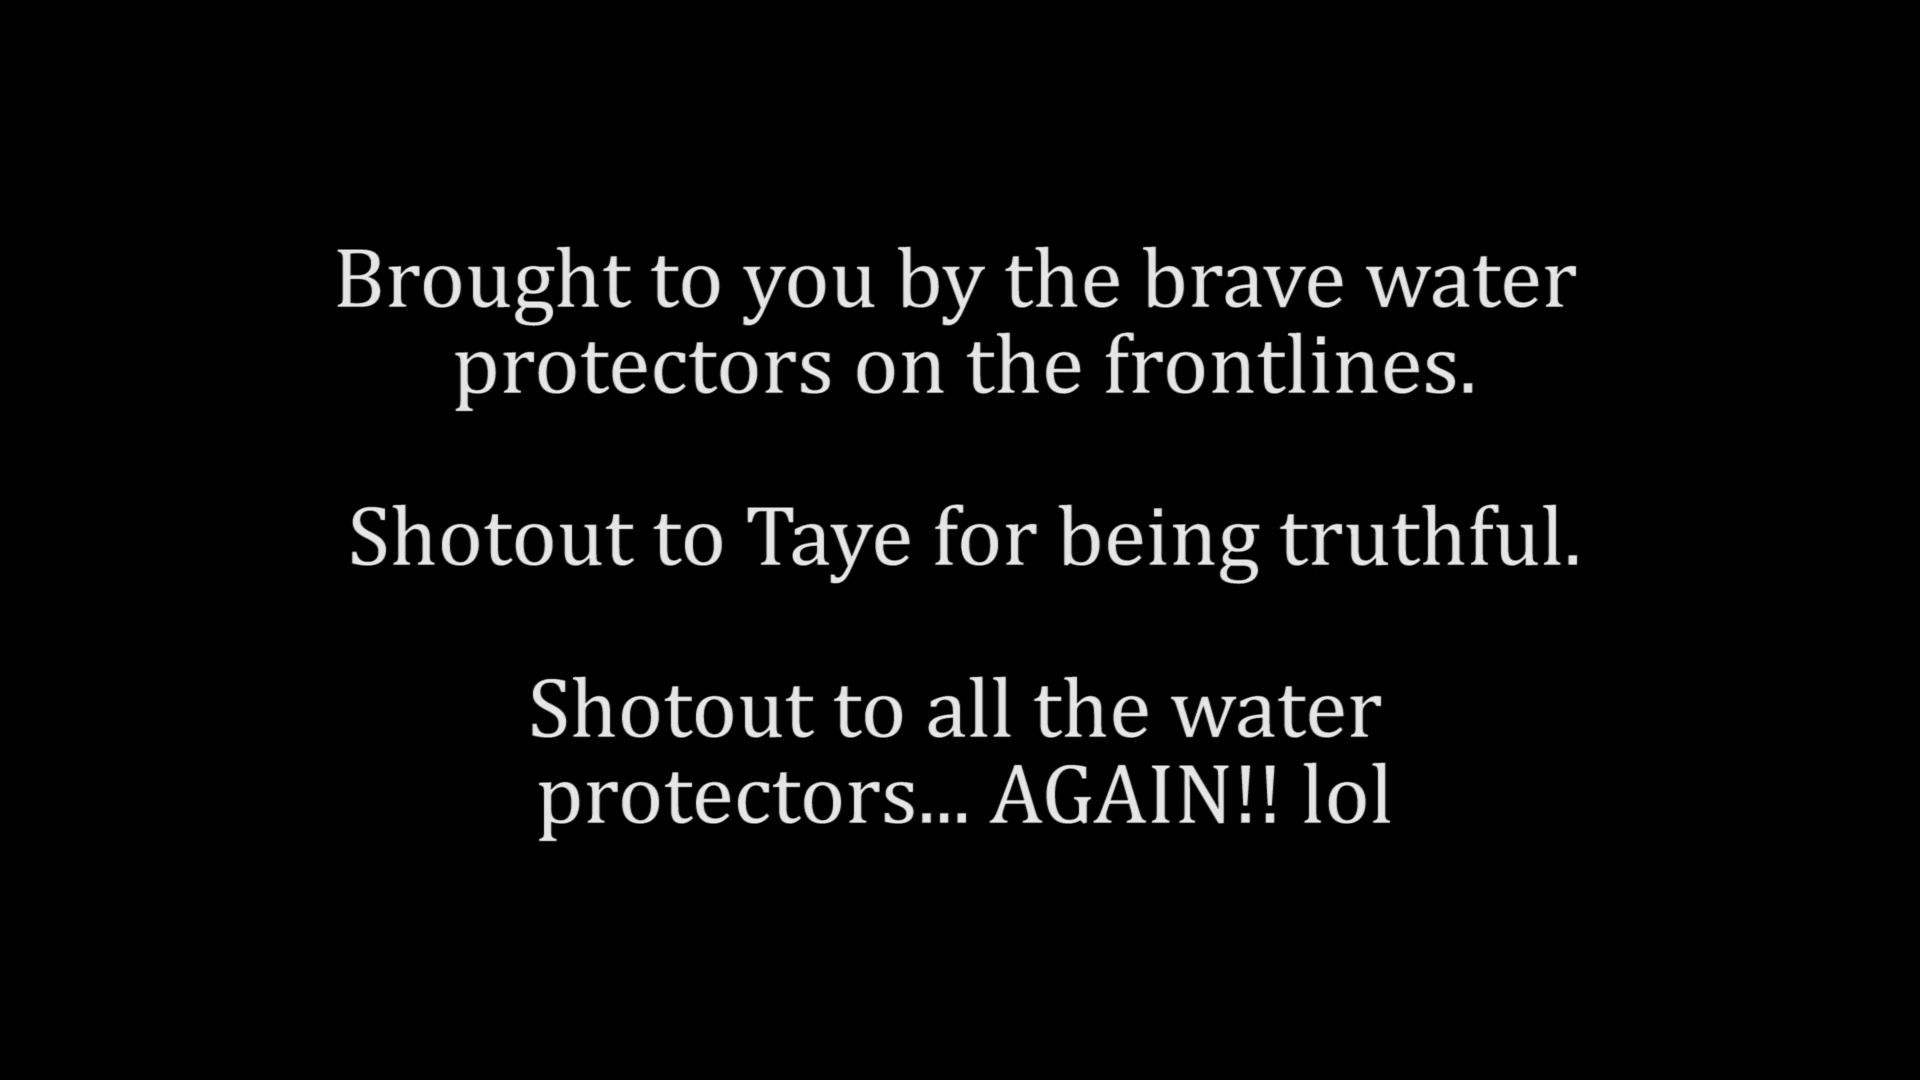 Brought to you by the brave water
protectors on the frontlines.
Shotout to Taye for being truthful.
Shotout to all the water
protectors... AGAIN!! lol